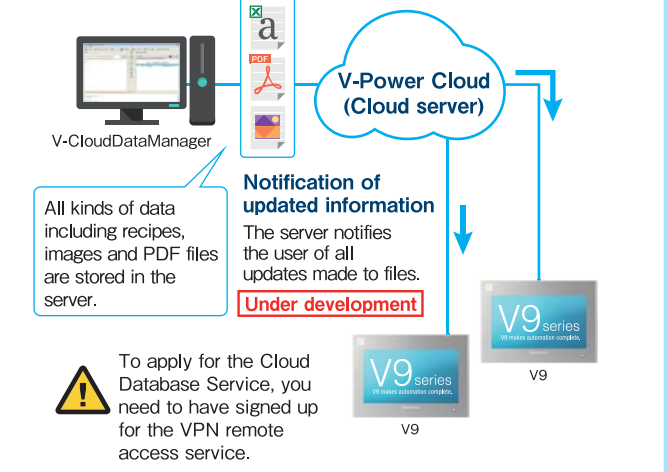 a
PDF
V-Power Cloud
(Cloud server)
V-CloudDataManager
All kinds of data
including recipes,
images and PDF files
are stored in the
server.
Notification of
updated information
The server notifies
the user of all
updates made to files.
Under development
V9 series
V9 makes automation complete.
V9
V9 series
V9 makes automation complete.
V9
To apply for the Cloud
Database Service, you
need to have signed up
for the VPN remote
access service.